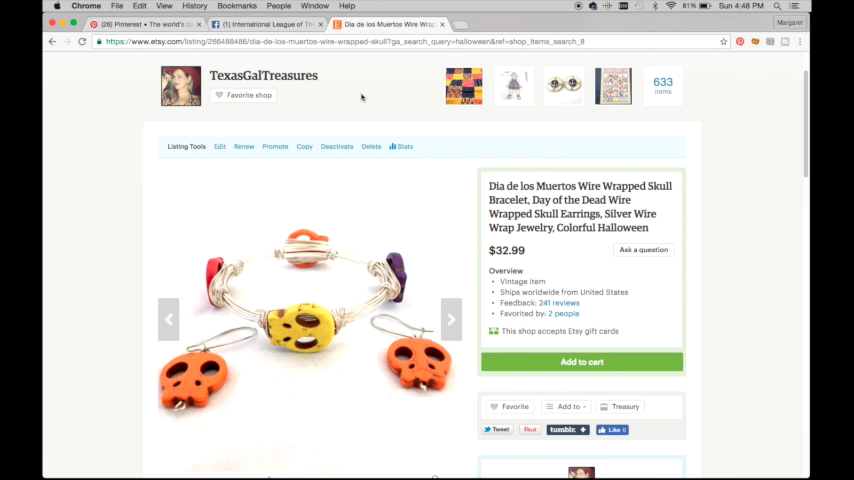 Chrome File Edit View History Bookmarks People Window Help
81% Sun 4:48 PM
(26) Pinterest • The world's ca
(1) International League of Th
Dia de los Muertos Wire Wrap
Margaret
https://www.etsy.com/listing/266488486/dia-de-los-muertos-wire-wrapped-skull?ga_search_query=halloween&ref=shop_items_search_8
TexasGalTreasures
Favorite shop
633
items
Listing Tools Edit Renew Promote Copy Deactivate Delete Stats
Dia de los Muertos Wire Wrapped Skull
Bracelet, Day of the Dead Wire
Wrapped Skull Earrings, Silver Wire
Wrap Jewelry, Colorful Halloween
$32.99
Ask a question
Overview
• Vintage item
• Ships worldwide from United States
• Feedback: 241 reviews
• Favorited by: 2 people
This shop accepts Etsy gift cards
Add to cart
Favorite
Add to
Treasury
Tweet
Pin it
tumblr. +
Like 0